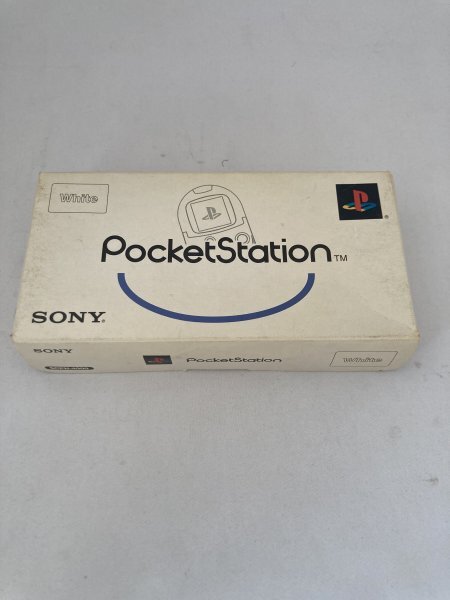 White
PocketStation™
SONY®
SONY
PocketStation
White